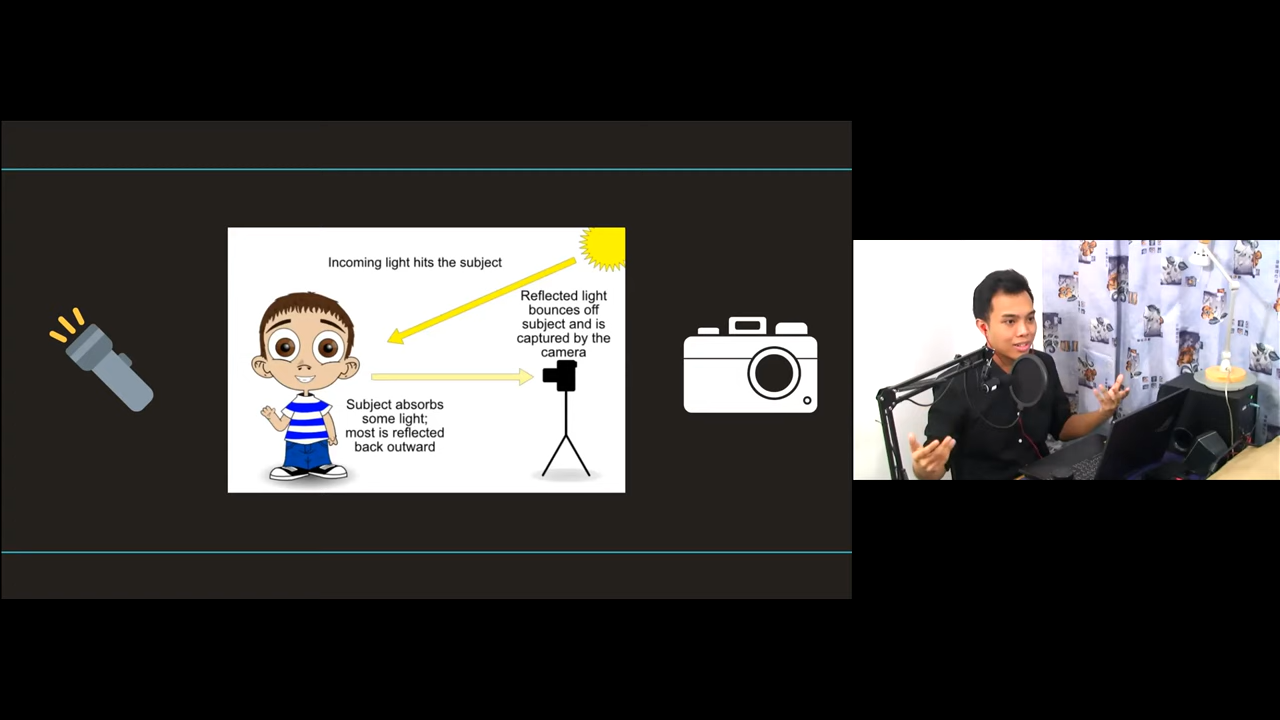 Incoming light hits the subject
Reflected light
bounces off
subject and is
captured by the
camera
Subject absorbs
some light;
most is reflected
back outward